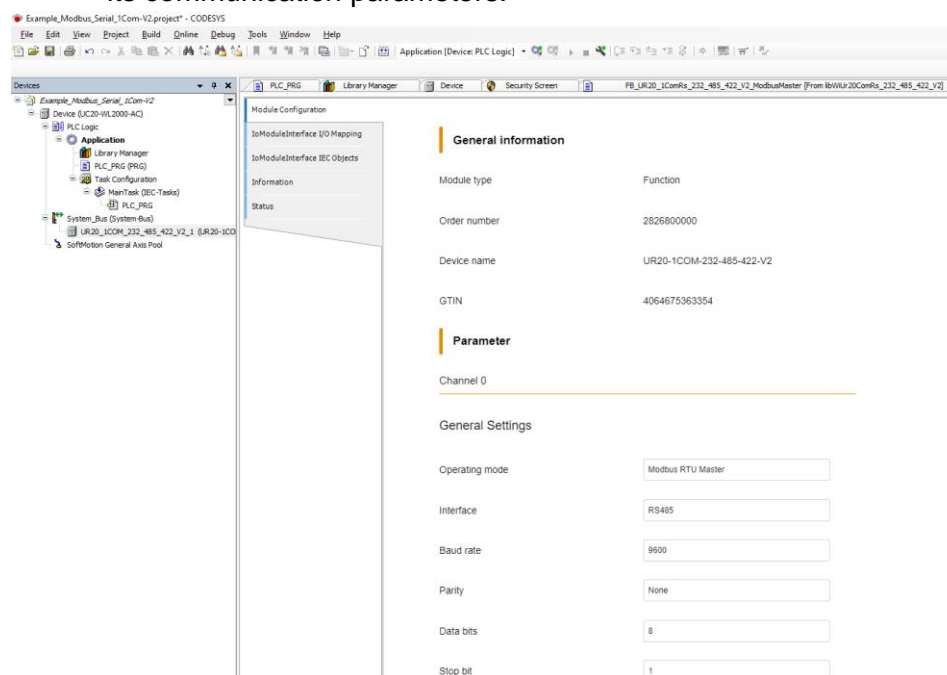 its communication parameters.
Example_Modbus_Serial_1Com-V2.project* - CODESYS
File Edit View Project Build Online Debug Tools Window Help
Application [Device: PLC Logic]
Devices
PLC_PRG Library Manager Device Security Screen FB_UR20_1ComRs_232_485_422_V2_ModbusMaster [From libWiUr20ComRs_232_485_422_V2]
Example_Modbus_Serial_1Com-V2
Device (UC20-WL2000-AC)
PLC Logic
Application
Library Manager
PLC_PRG (PRG)
Task Configuration
MainTask (IEC-Tasks)
PLC_PRG
System_Bus (System-Bus)
UR20_1COM_232_485_422_V2_1 (UR20-1CO
SoftMotion General Axis Pool
Module Configuration
IoModuleInterface I/O Mapping
IoModuleInterface IEC Objects
Information
Status
General information
Module type Function
Order number 2826800000
Device name UR20-1COM-232-485-422-V2
GTIN 4064675363354
Parameter
Channel 0
General Settings
Operating mode Modbus RTU Master
Interface RS485
Baud rate 9600
Parity None
Data bits 8
Stop bit 1